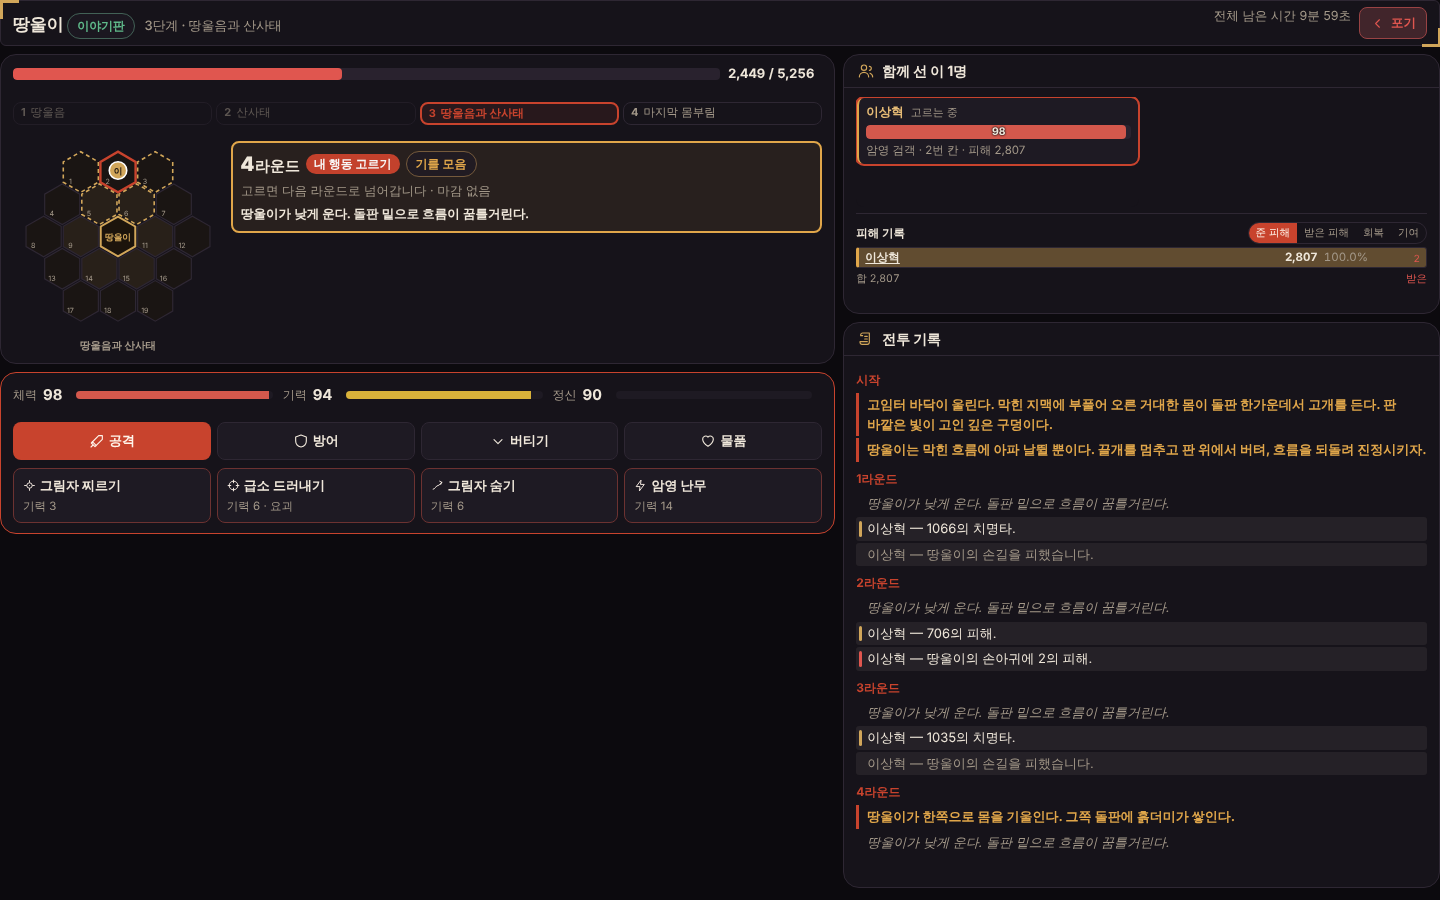 땅울이 이야기판 3단계 · 땅울음과 산사태
전체 남은 시간 9분 59초
포기
2,449 / 5,256
1 땅울음
2 산사태
3 땅울음과 산사태
4 마지막 몸부림
1
2
이
3
4
5
6
7
8
9
땅울이
11
12
13
14
15
16
17
18
19
땅울음과 산사태
4라운드 내 행동 고르기 기를 모음
고르면 다음 라운드로 넘어갑니다 · 마감 없음
땅울이가 낮게 운다. 돌판 밑으로 흐름이 꿈틀거린다.
체력 98
기력 94
정신 90
공격
방어
버티기
물품
그림자 찌르기
기력 3
급소 드러내기
기력 6 · 요괴
그림자 숨기
기력 6
암영 난무
기력 14
함께 선 이 1명
이상혁 고르는 중
98
암영 검객 · 2번 칸 · 피해 2,807
피해 기록
준 피해 받은 피해 회복 기여
이상혁 2,807 100.0% 2
합 2,807 받은
전투 기록
시작
고임터 바닥이 울린다. 막힌 지맥에 부풀어 오른 거대한 몸이 돌판 한가운데서 고개를 든다. 판
바깥은 빛이 고인 깊은 구덩이다.
땅울이는 막힌 흐름에 아파 날뛸 뿐이다. 끌개를 멈추고 판 위에서 버텨, 흐름을 되돌려 진정시키자.
1라운드
땅울이가 낮게 운다. 돌판 밑으로 흐름이 꿈틀거린다.
이상혁 — 1066의 치명타.
이상혁 — 땅울이의 손길을 피했습니다.
2라운드
땅울이가 낮게 운다. 돌판 밑으로 흐름이 꿈틀거린다.
이상혁 — 706의 피해.
이상혁 — 땅울이의 손아귀에 2의 피해.
3라운드
땅울이가 낮게 운다. 돌판 밑으로 흐름이 꿈틀거린다.
이상혁 — 1035의 치명타.
이상혁 — 땅울이의 손길을 피했습니다.
4라운드
땅울이가 한쪽으로 몸을 기울인다. 그쪽 돌판에 흙더미가 쌓인다.
땅울이가 낮게 운다. 돌판 밑으로 흐름이 꿈틀거린다.